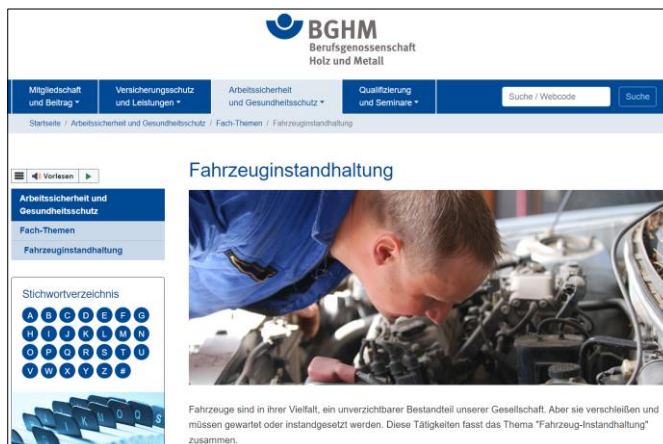 BGHM
Berufsgenossenschaft
Holz und Metall
Mitgliedschaft
und Beitrag
Versicherungsschutz
und Leistungen
Arbeitssicherheit
und Gesundheitsschutz
Qualifizierung
und Seminare
Suche / Webcode
Suche
Startseite / Arbeitssicherheit und Gesundheitsschutz / Fach-Themen / Fahrzeuginstandhaltung
Vorlesen
Arbeitssicherheit und
Gesundheitsschutz
Fach-Themen
Fahrzeuginstandhaltung
Stichwortverzeichnis
A B C D E F G
H I J K L M N
O P Q R S T U
V W X Y Z #
K N O Q S
Fahrzeuginstandhaltung
Fahrzeuge sind in ihrer Vielfalt, ein unverzichtbarer Bestandteil unserer Gesellschaft. Aber sie verschleißen und
müssen gewartet oder instandgesetzt werden. Diese Tätigkeiten fasst das Thema "Fahrzeug-Instandhaltung"
zusammen.